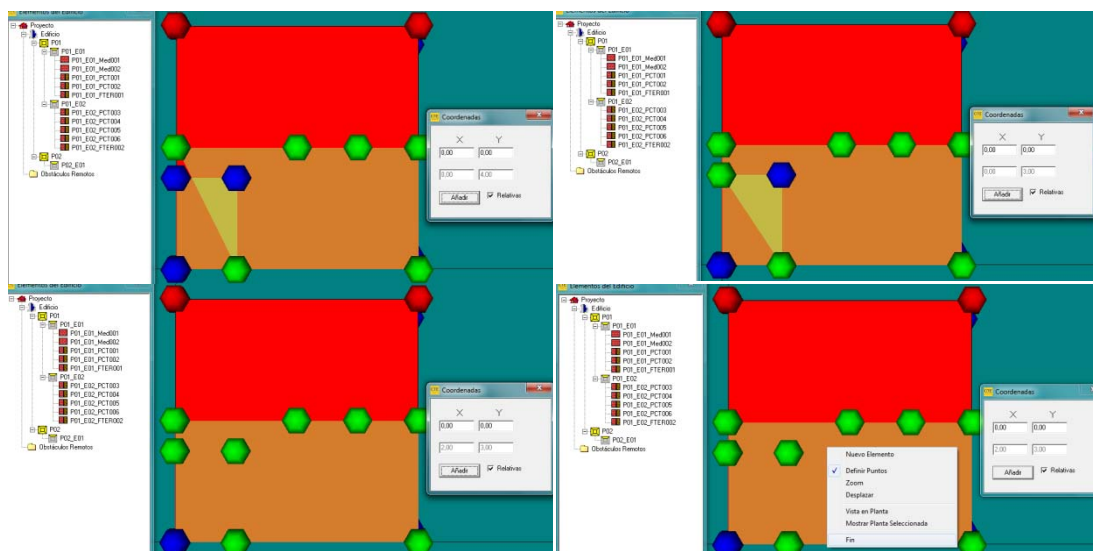 Elementos del Edificio
Proyecto
Edificio
P01
P01_E01
P01_E01_Med001
P01_E01_Med002
P01_E01_PCT001
P01_E01_PCT002
P01_E01_FTER001
P01_E02
P01_E02_PCT003
P01_E02_PCT004
P01_E02_PCT005
P01_E02_PCT006
P01_E02_FTER002
P02
P02_E01
Obstáculos Remotos
Coordenadas
X Y
0,00 0,00
0,00 4,00
Añadir Relativas
Proyecto
Edificio
P01
P01_E01
P01_E01_Med001
P01_E01_Med002
P01_E01_PCT001
P01_E01_PCT002
P01_E01_FTER001
P01_E02
P01_E02_PCT003
P01_E02_PCT004
P01_E02_PCT005
P01_E02_PCT006
P01_E02_FTER002
P02
P02_E01
Obstáculos Remotos
Coordenadas
X Y
0,00 0,00
0,00 3,00
Añadir Relativas
Elementos del Edificio
Proyecto
Edificio
P01
P01_E01
P01_E01_Med001
P01_E01_Med002
P01_E01_PCT001
P01_E01_PCT002
P01_E01_FTER001
P01_E02
P01_E02_PCT003
P01_E02_PCT004
P01_E02_PCT005
P01_E02_PCT006
P01_E02_FTER002
P02
P02_E01
Obstáculos Remotos
Coordenadas
X Y
0,00 0,00
2,00 3,00
Añadir Relativas
Elementos del Edificio
Proyecto
Edificio
P01
P01_E01
P01_E01_Med001
P01_E01_Med002
P01_E01_PCT001
P01_E01_PCT002
P01_E01_FTER001
P01_E02
P01_E02_PCT003
P01_E02_PCT004
P01_E02_PCT005
P01_E02_PCT006
P01_E02_FTER002
P02
P02_E01
Obstáculos Remotos
Nuevo Elemento
Definir Puntos
Zoom
Desplazar
Vista en Planta
Mostrar Planta Seleccionada
Fin
Coordenadas
X Y
0,00 0,00
2,00 3,00
Añadir Relativas